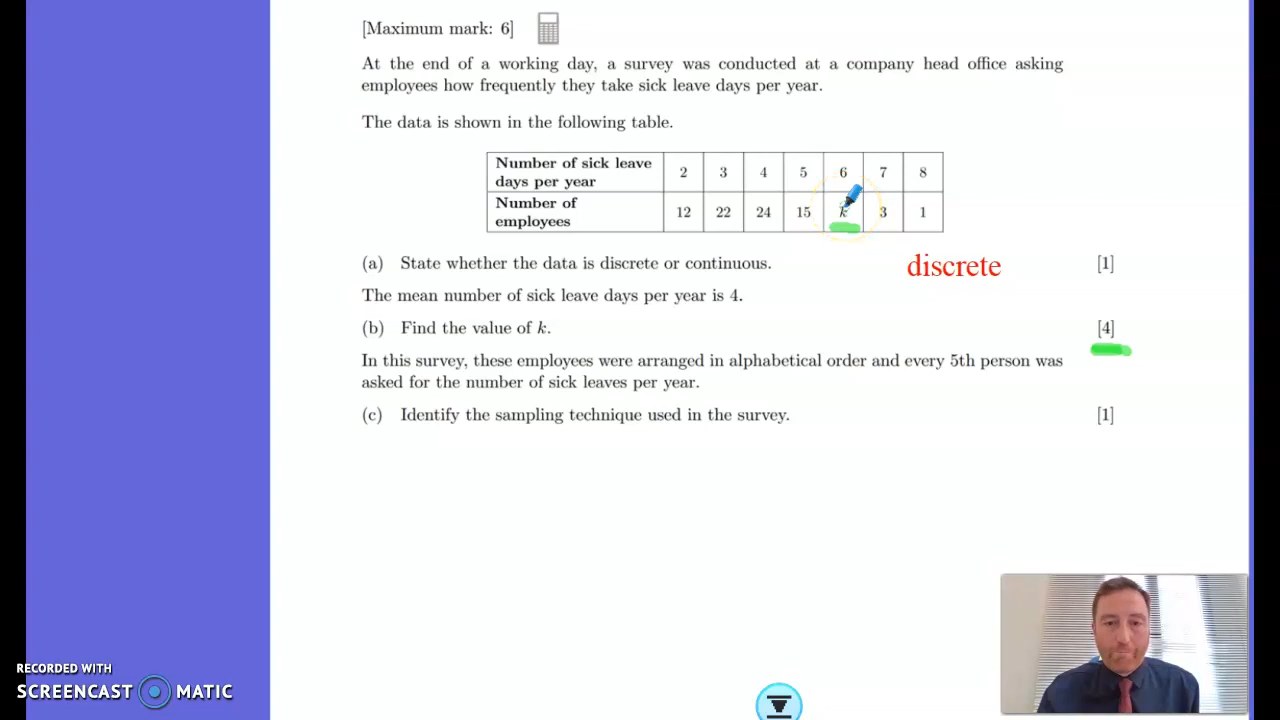 [Maximum mark: 6]
At the end of a working day, a survey was conducted at a company head office asking
employees how frequently they take sick leave days per year.
The data is shown in the following table.
Number of sick leave days per year 2 3 4 5 6 7 8
Number of employees 12 22 24 15 k 3 1
(a) State whether the data is discrete or continuous. discrete [1]
The mean number of sick leave days per year is 4.
(b) Find the value of k. [4]
In this survey, these employees were arranged in alphabetical order and every 5th person was
asked for the number of sick leaves per year.
(c) Identify the sampling technique used in the survey. [1]
RECORDED WITH
SCREENCAST MATIC